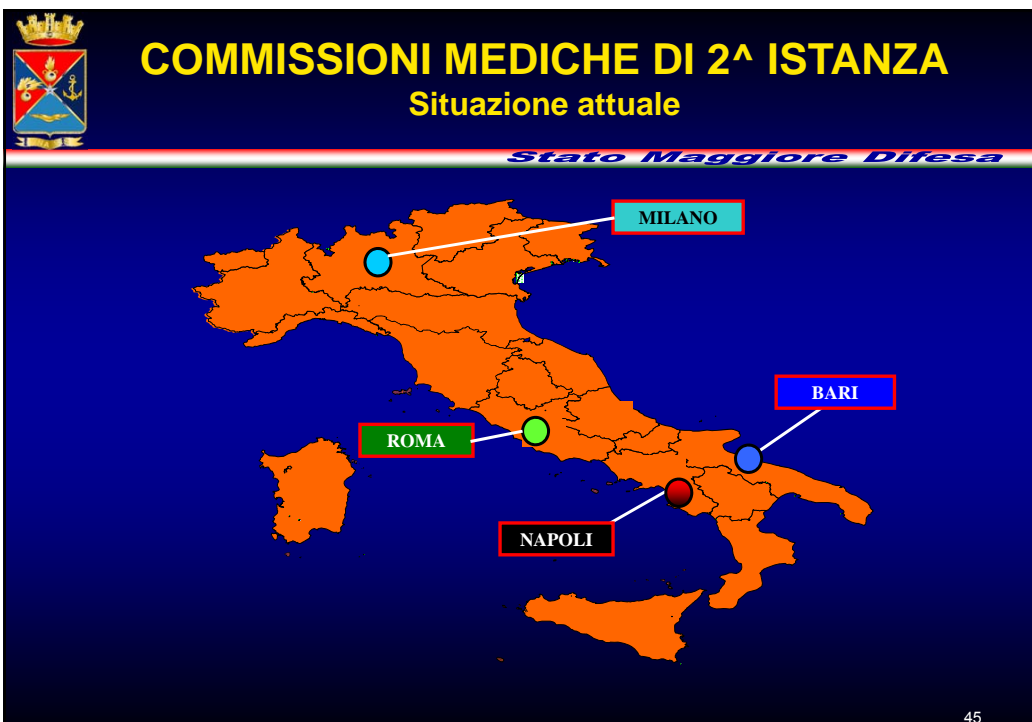 COMMISSIONI MEDICHE DI 2^ ISTANZA
Situazione attuale
Stato Maggiore Difesa
MILANO
BARI
ROMA
NAPOLI
45